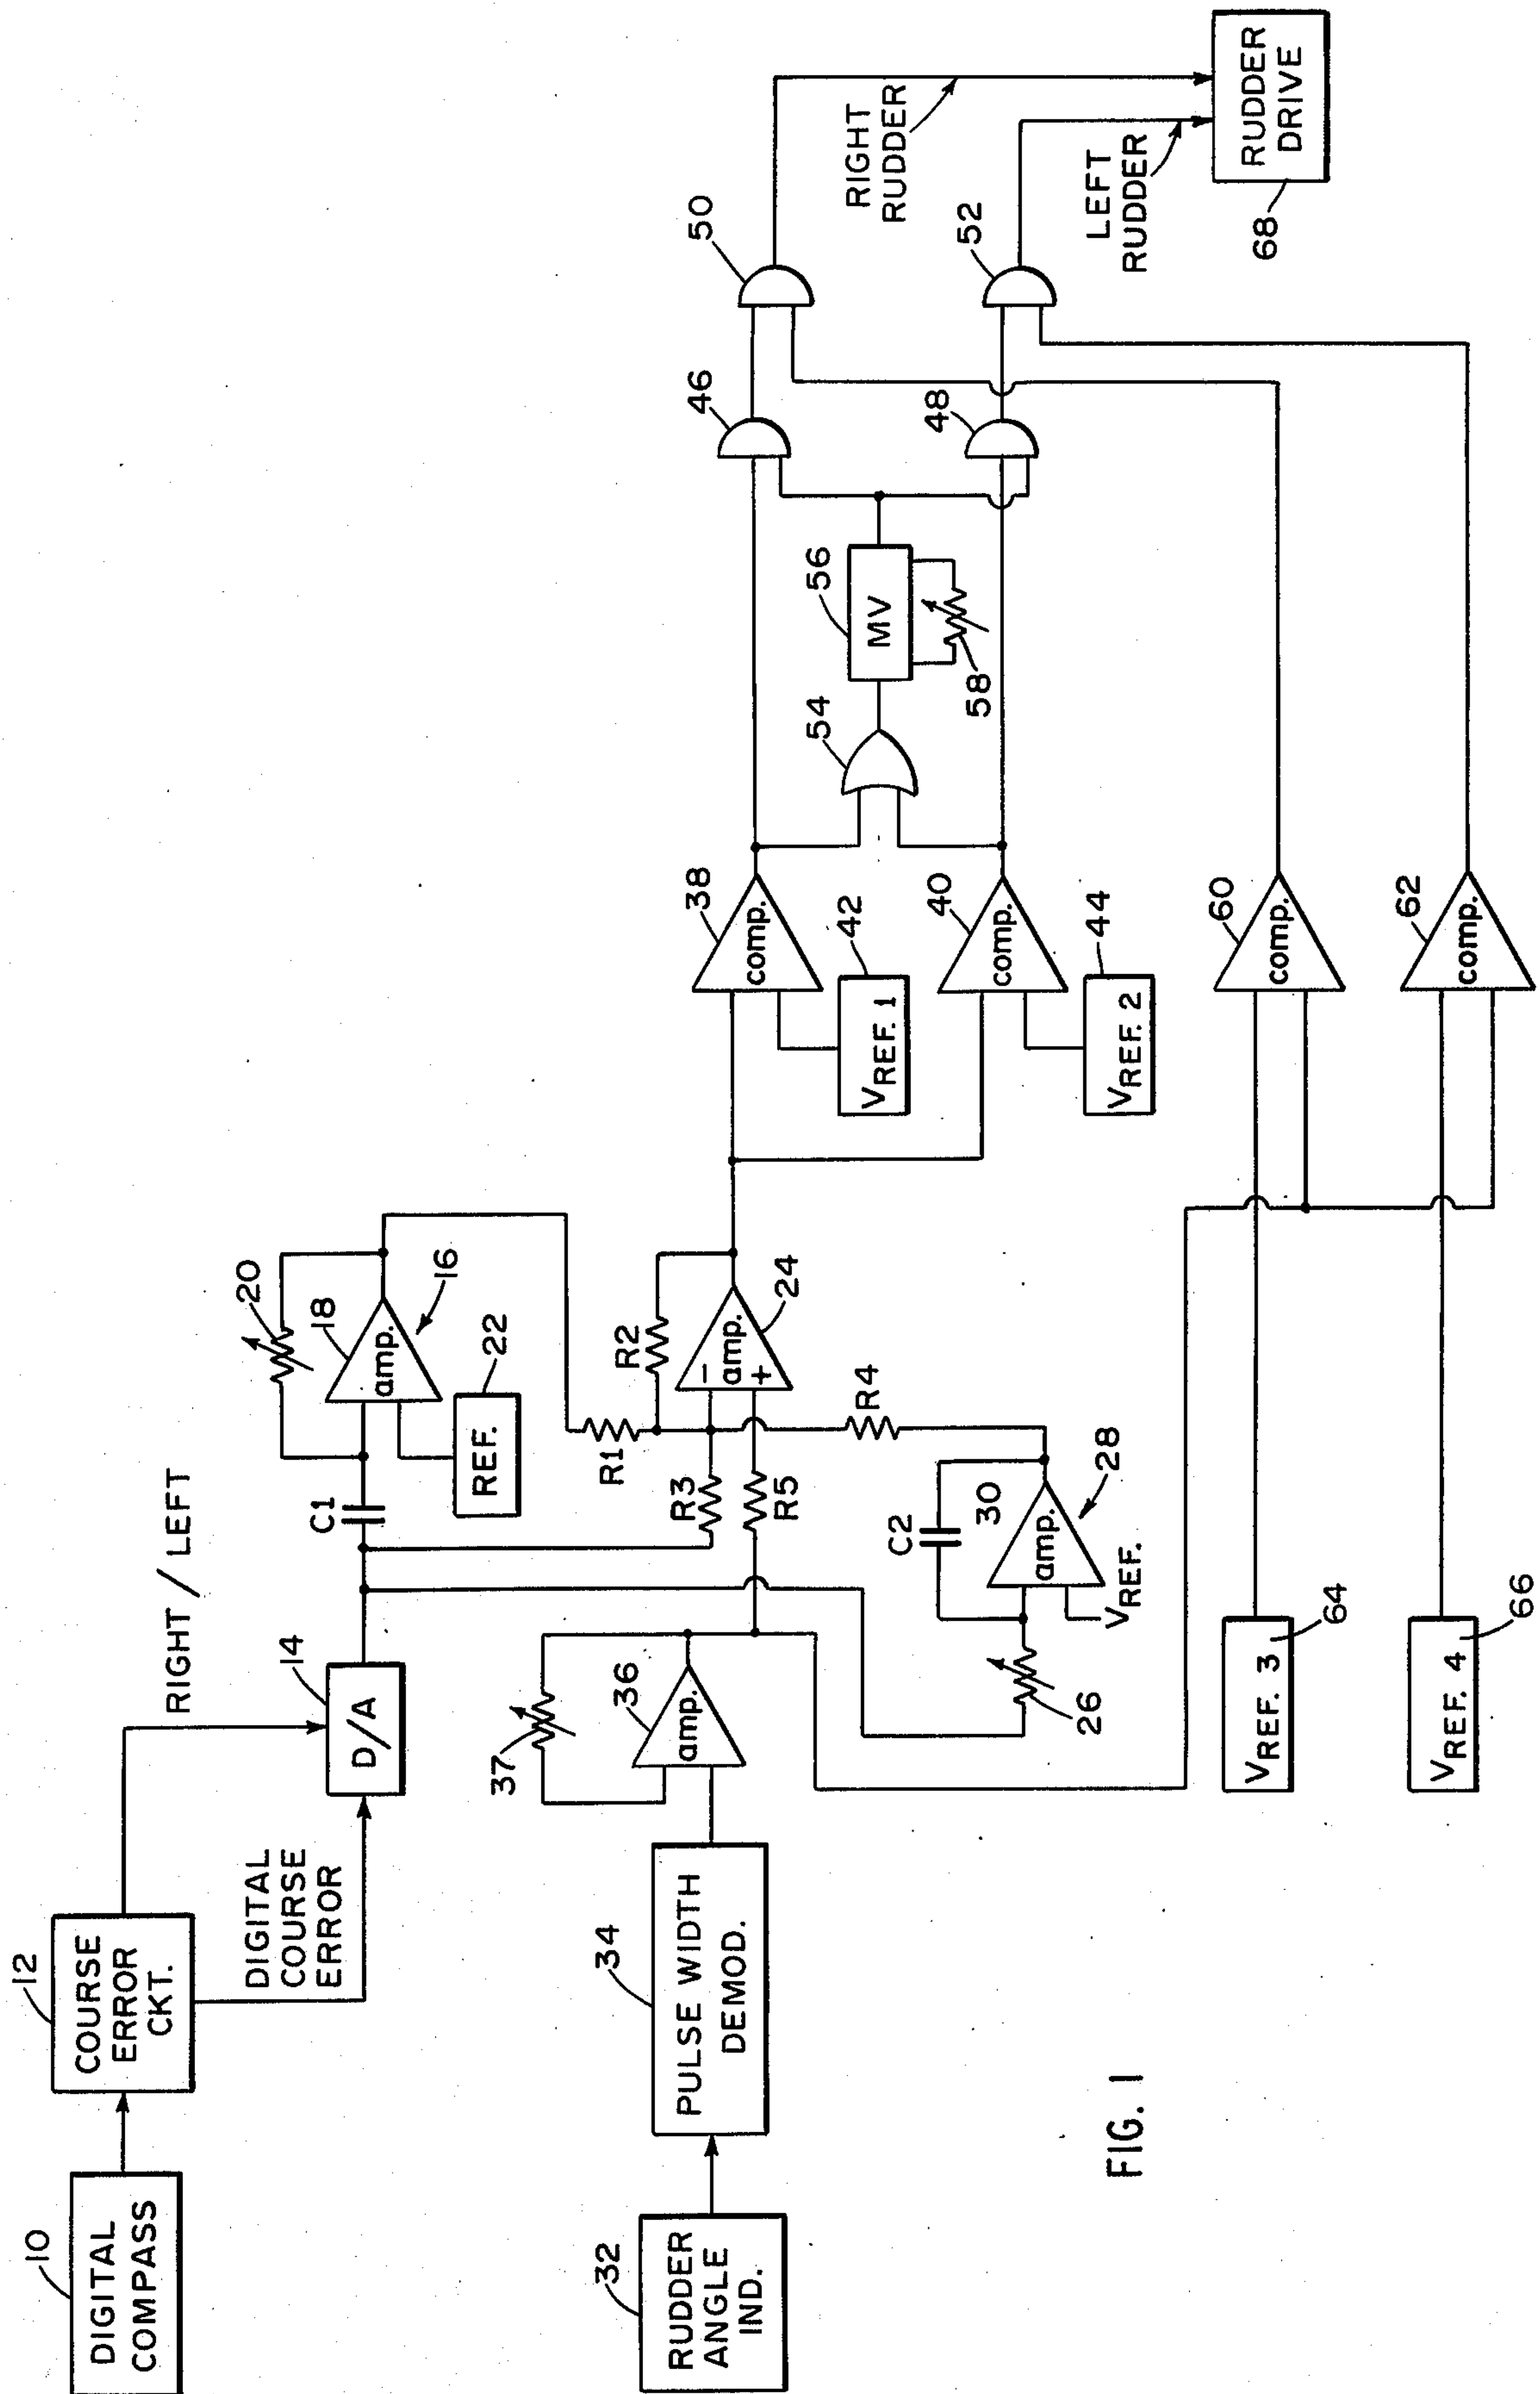 10
DIGITAL
COMPASS
12
COURSE
ERROR
CKT.
DIGITAL
COURSE
ERROR
RIGHT / LEFT
14
D/A
C1
20
18
amp.
16
REF.
22
R1
R2
R3
R4
R5
-
amp.
+
24
32
RUDDER
ANGLE
IND.
34
PULSE WIDTH
DEMOD.
37
36
amp.
26
C2
30
amp.
28
VREF.
38
comp.
42
VREF. 1
40
comp.
44
VREF. 2
54
56
MV
58
46
48
50
52
60
comp.
62
comp.
VREF. 3
64
VREF. 4
66
RIGHT
RUDDER
LEFT
RUDDER
RUDDER
DRIVE
68
FIG. 1